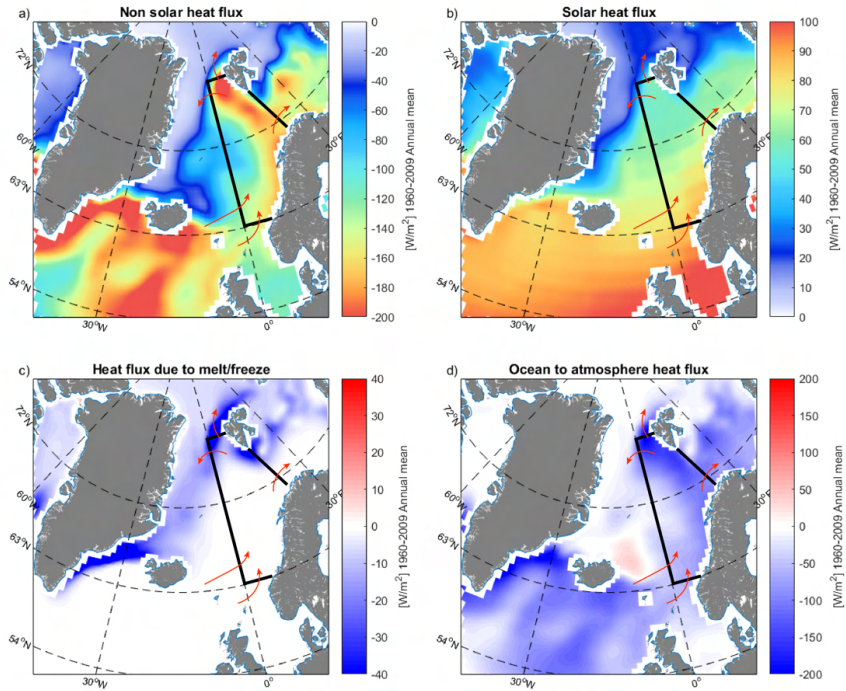 a)
Non solar heat flux
72°N
60°W
63°N
54°N
30°W
0°
30°E
0
-20
-40
-60
-80
-100
-120
-140
-160
-180
-200
[W/m²] 1960-2009 Annual mean
b)
Solar heat flux
72°N
60°W
63°N
54°N
30°W
0°
30°E
100
90
80
70
60
50
40
30
20
10
0
[W/m²] 1960-2009 Annual mean
c)
Heat flux due to melt/freeze
72°N
60°W
63°N
54°N
30°W
0°
30°E
40
30
20
10
0
-10
-20
-30
-40
[W/m²] 1960-2009 Annual mean
d)
Ocean to atmosphere heat flux
72°N
60°W
63°N
54°N
30°W
0°
30°E
200
150
100
50
0
-50
-100
-150
-200
[W/m²] 1960-2009 Annual mean